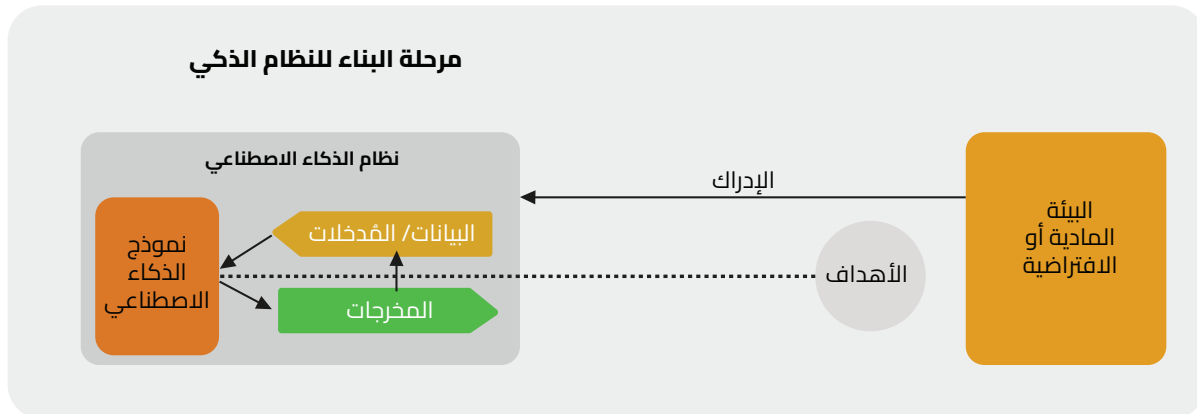 مرحلة البناء للنظام الذكي
البيئة
المادية أو
الافتراضية
الإدراك
الأهداف
نظام الذكاء الاصطناعي
البيانات/ المُدخلات
المخرجات
نموذج
الذكاء
الاصطناعي